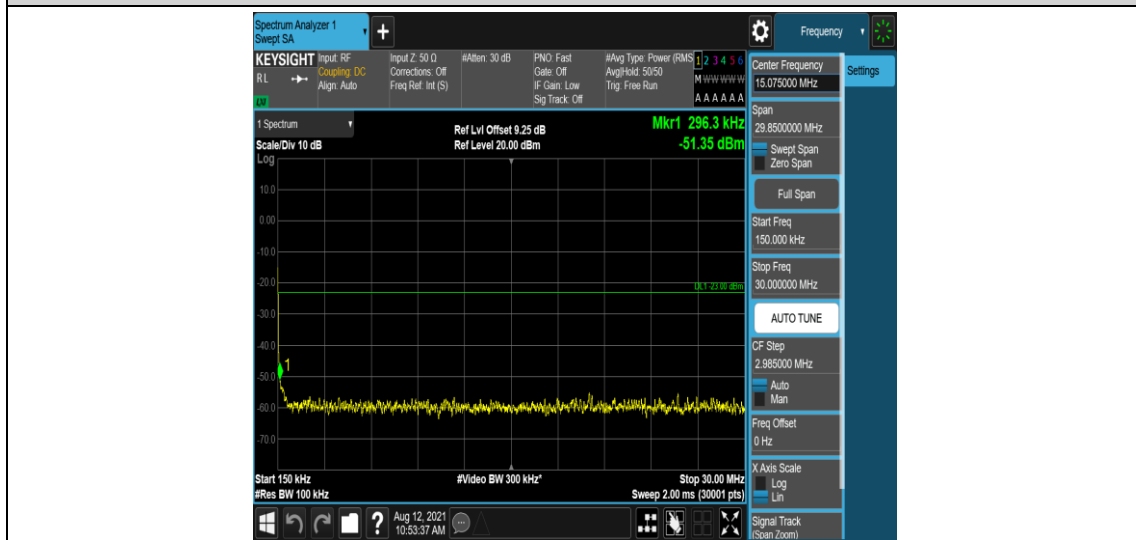 Spectrum Analyzer 1
Swept SA
Frequency
KEYSIGHT
RL
LXI
Input: RF
Coupling: DC
Align: Auto
Input Z: 50 Ω
Corrections: Off
Freq Ref: Int (S)
#Atten: 30 dB
PNO: Fast
Gate: Off
IF Gain: Low
Sig Track: Off
#Avg Type: Power (RMS
Avg|Hold: 50/50
Trig: Free Run
1 2 3 4 5 6
M W W W W W
A A A A A A
1 Spectrum
Scale/Div 10 dB
Ref Lvl Offset 9.25 dB
Ref Level 20.00 dBm
Mkr1 296.3 kHz
-51.35 dBm
Log
10.0
0.00
-10.0
-20.0
-30.0
-40.0
-50.0
-60.0
-70.0
DL1 -23.00 dBm
1
Start 150 kHz
#Res BW 100 kHz
#Video BW 300 kHz*
Stop 30.00 MHz
Sweep 2.00 ms (30001 pts)
Center Frequency
15.075000 MHz
Span
29.8500000 MHz
Swept Span
Zero Span
Full Span
Start Freq
150.000 kHz
Stop Freq
30.000000 MHz
AUTO TUNE
CF Step
2.985000 MHz
Auto
Man
Freq Offset
0 Hz
X Axis Scale
Log
Lin
Signal Track
(Span Zoom)
Settings
?
Aug 12, 2021
10:53:37 AM